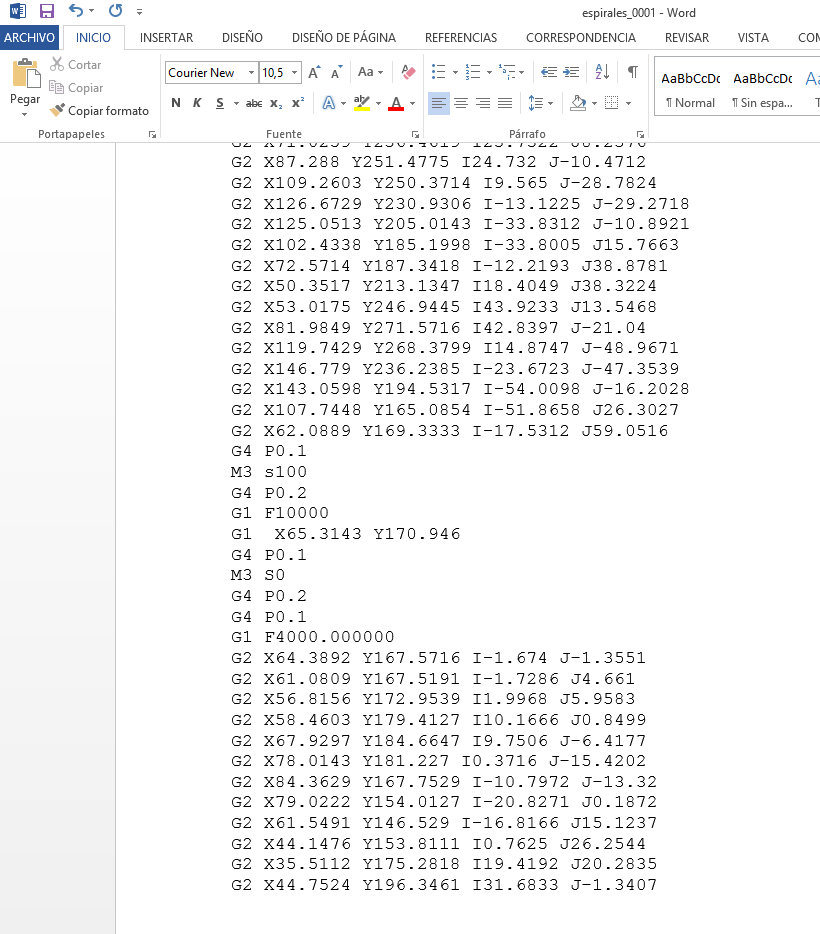 espirales_0001 - Word
ARCHIVO INICIO INSERTAR DISEÑO DISEÑO DE PÁGINA REFERENCIAS CORRESPONDENCIA REVISAR VISTA COM
Pegar
Cortar
Copiar
Copiar formato
Portapapeles
Courier New 10,5 A A Aa
N K S abc x₂ x² A ab A
Fuente
Párrafo
AaBbCcDc AaBbCcDc Aa
¶ Normal ¶ Sin espa... T
G2 X87.288 Y251.4775 I24.732 J-10.4712
G2 X109.2603 Y250.3714 I9.565 J-28.7824
G2 X126.6729 Y230.9306 I-13.1225 J-29.2718
G2 X125.0513 Y205.0143 I-33.8312 J-10.8921
G2 X102.4338 Y185.1998 I-33.8005 J15.7663
G2 X72.5714 Y187.3418 I-12.2193 J38.8781
G2 X50.3517 Y213.1347 I18.4049 J38.3224
G2 X53.0175 Y246.9445 I43.9233 J13.5468
G2 X81.9849 Y271.5716 I42.8397 J-21.04
G2 X119.7429 Y268.3799 I14.8747 J-48.9671
G2 X146.779 Y236.2385 I-23.6723 J-47.3539
G2 X143.0598 Y194.5317 I-54.0098 J-16.2028
G2 X107.7448 Y165.0854 I-51.8658 J26.3027
G2 X62.0889 Y169.3333 I-17.5312 J59.0516
G4 P0.1
M3 s100
G4 P0.2
G1 F10000
G1  X65.3143 Y170.946
G4 P0.1
M3 S0
G4 P0.2
G4 P0.1
G1 F4000.000000
G2 X64.3892 Y167.5716 I-1.674 J-1.3551
G2 X61.0809 Y167.5191 I-1.7286 J4.661
G2 X56.8156 Y172.9539 I1.9968 J5.9583
G2 X58.4603 Y179.4127 I10.1666 J0.8499
G2 X67.9297 Y184.6647 I9.7506 J-6.4177
G2 X78.0143 Y181.227 I0.3716 J-15.4202
G2 X84.3629 Y167.7529 I-10.7972 J-13.32
G2 X79.0222 Y154.0127 I-20.8271 J0.1872
G2 X61.5491 Y146.529 I-16.8166 J15.1237
G2 X44.1476 Y153.8111 I0.7625 J26.2544
G2 X35.5112 Y175.2818 I19.4192 J20.2835
G2 X44.7524 Y196.3461 I31.6833 J-1.3407